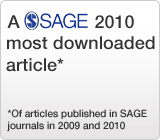 A SAGE 2010
most downloaded
article*
*Of articles published in SAGE
journals in 2009 and 2010